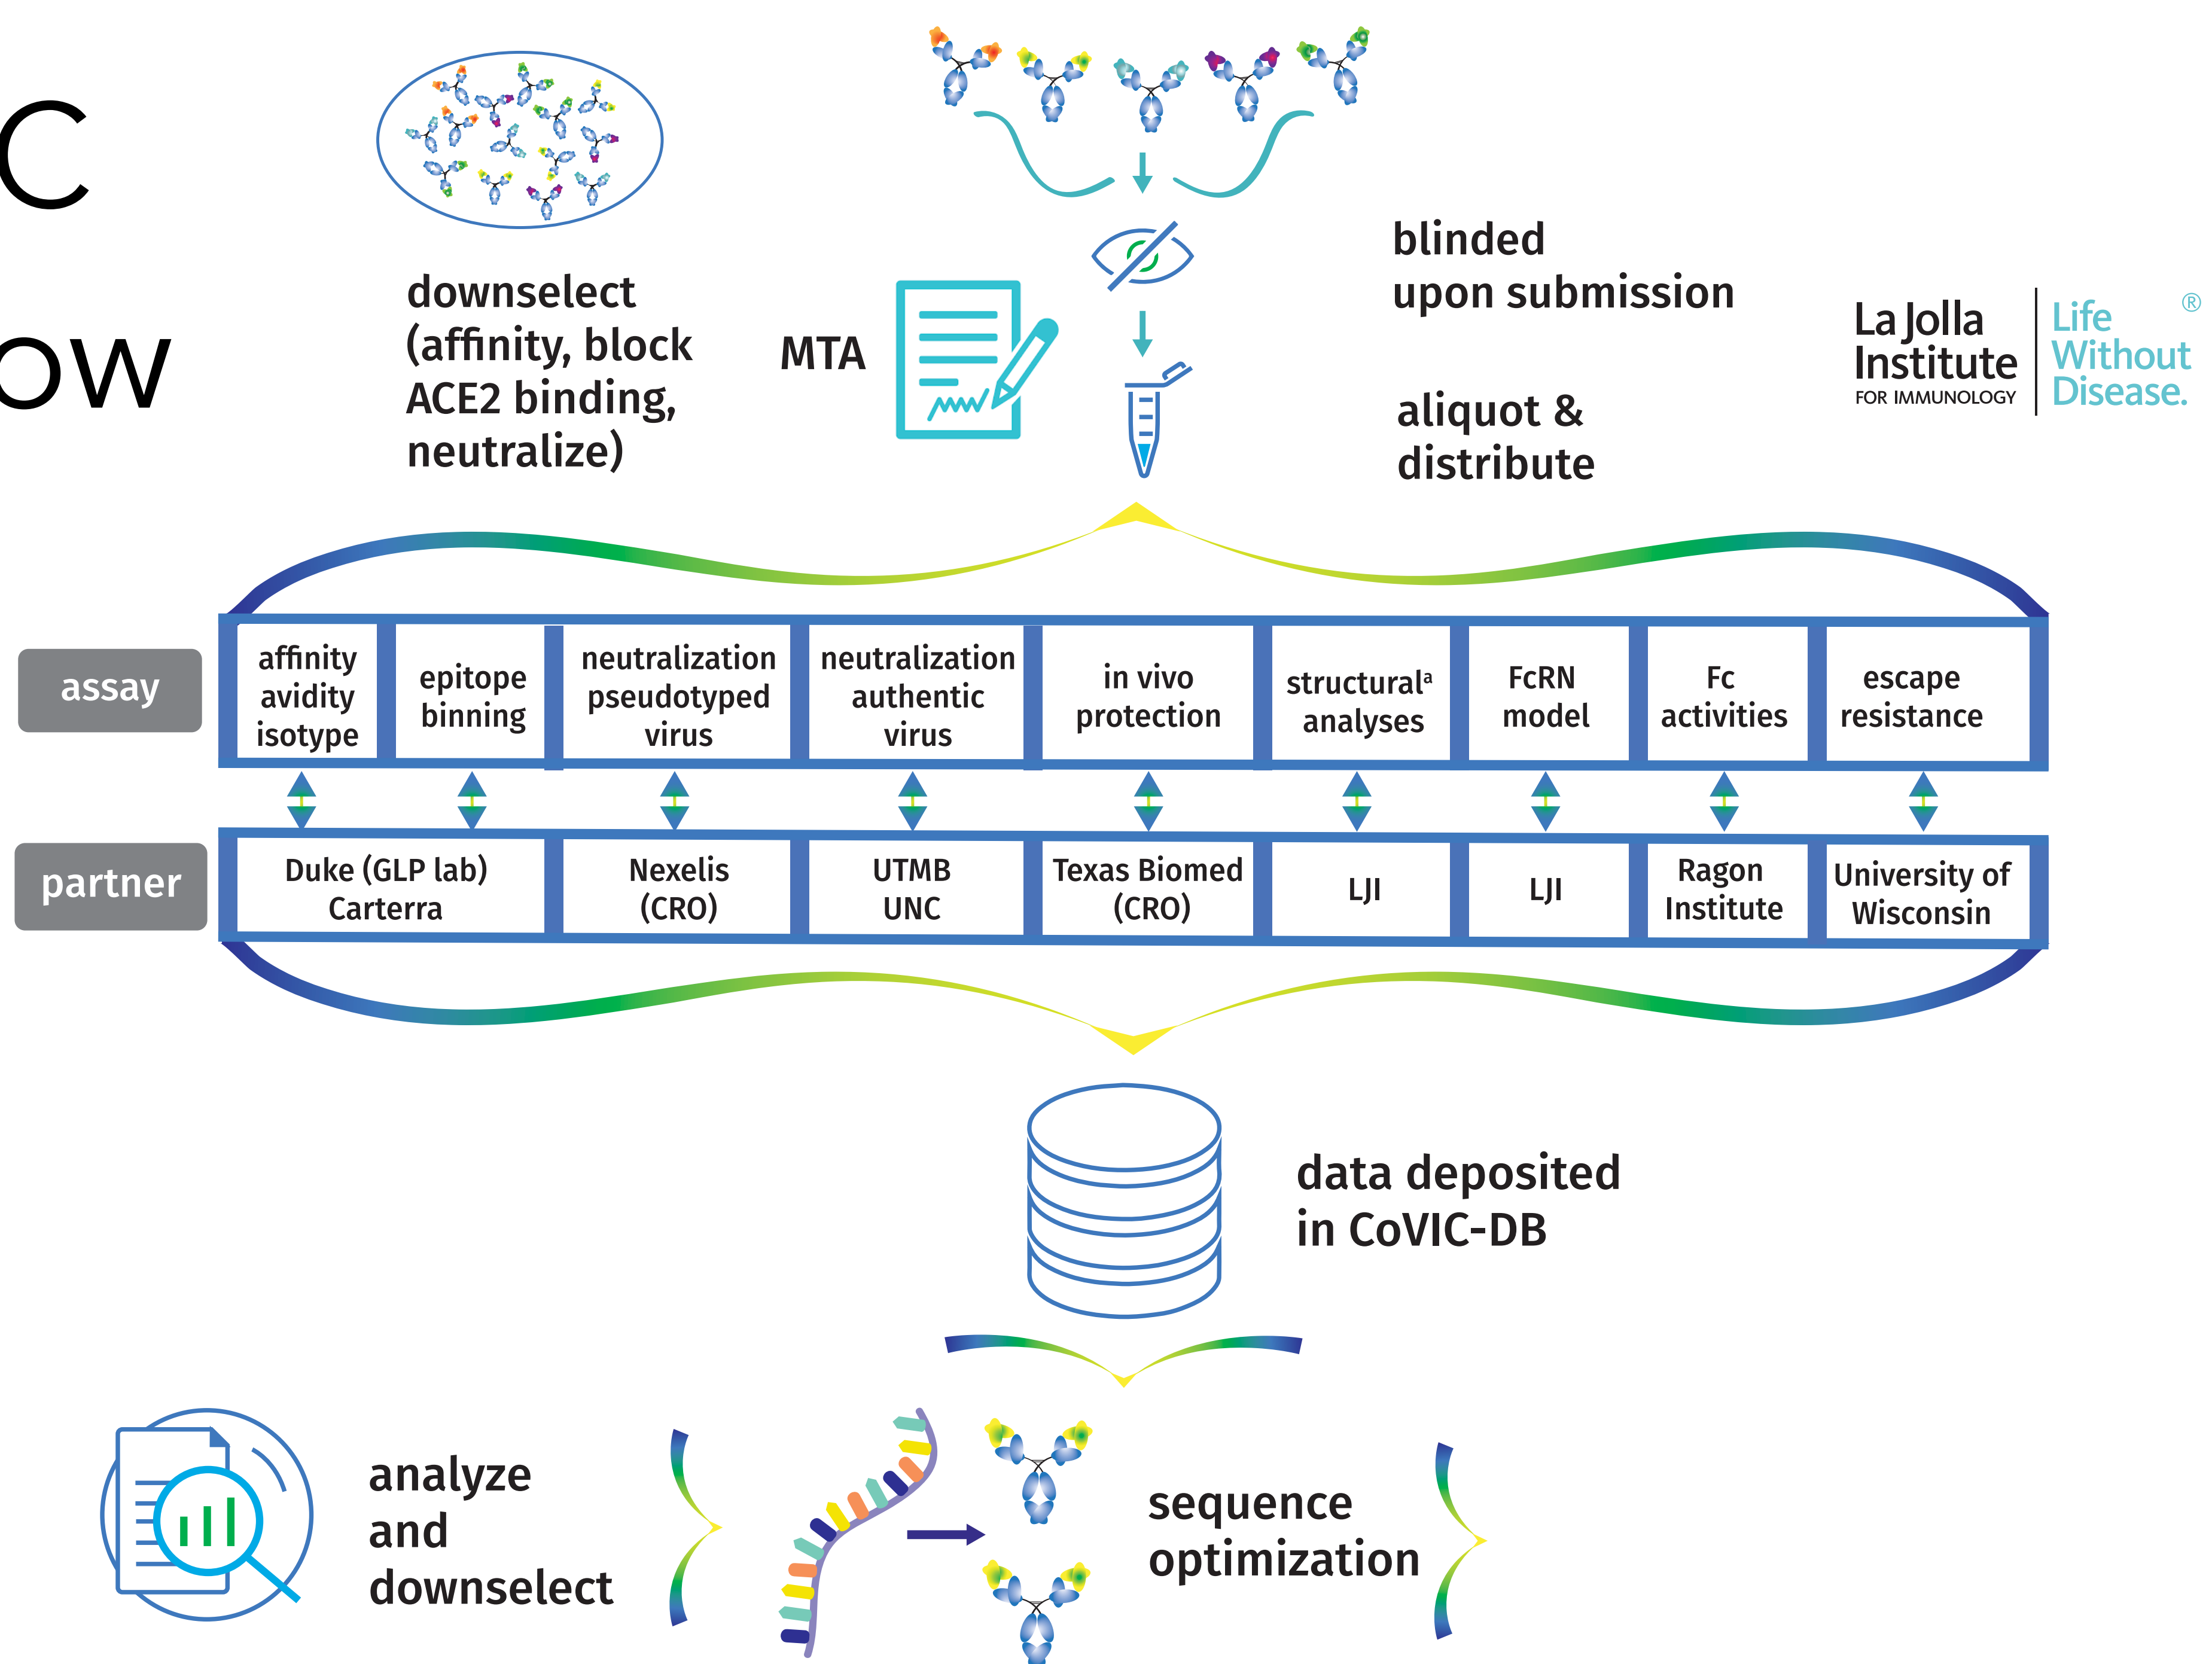 C
ow
downselect
(affinity, block
ACE2 binding,
neutralize)
MTA
blinded
upon submission
aliquot &
distribute
La Jolla
Institute
FOR IMMUNOLOGY
Life
Without
Disease.
®
assay
affinity
avidity
isotype
epitope
binning
neutralization
pseudotyped
virus
neutralization
authentic
virus
in vivo
protection
structuralᵃ
analyses
FcRN
model
Fc
activities
escape
resistance
partner
Duke (GLP lab)
Carterra
Nexelis
(CRO)
UTMB
UNC
Texas Biomed
(CRO)
LJI
LJI
Ragon
Institute
University of
Wisconsin
data deposited
in CoVIC-DB
analyze
and
downselect
sequence
optimization